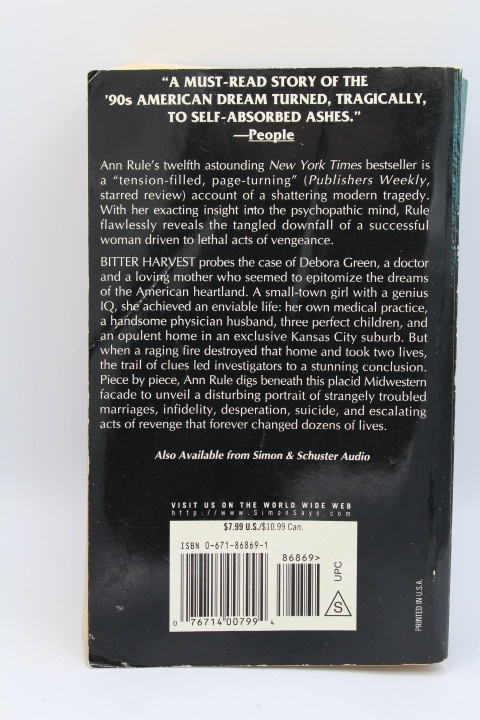 “A MUST-READ STORY OF THE
’90s AMERICAN DREAM TURNED, TRAGICALLY,
TO SELF-ABSORBED ASHES.”
—People
Ann Rule’s twelfth astounding New York Times bestseller is
a “tension-filled, page-turning” (Publishers Weekly,
starred review) account of a shattering modern tragedy.
With her exacting insight into the psychopathic mind, Rule
flawlessly reveals the tangled downfall of a successful
woman driven to lethal acts of vengeance.
BITTER HARVEST probes the case of Debora Green, a doctor
and a loving mother who seemed to epitomize the dreams
of the American heartland. A small-town girl with a genius
IQ, she achieved an enviable life: her own medical practice,
a handsome physician husband, three perfect children, and
an opulent home in an exclusive Kansas City suburb. But
when a raging fire destroyed that home and took two lives,
the trail of clues led investigators to a stunning conclusion.
Piece by piece, Ann Rule digs beneath this placid Midwestern
facade to unveil a disturbing portrait of strangely troubled
marriages, infidelity, desperation, suicide, and escalating
acts of revenge that forever changed dozens of lives.
Also Available from Simon & Schuster Audio
VISIT US ON THE WORLD WIDE WEB
http://www.SimonSays.com
$7.99 U.S./$10.99 Can.
ISBN 0-671-86869-1
86869>
UPC
S
0 76714 00799 4
PRINTED IN U.S.A.